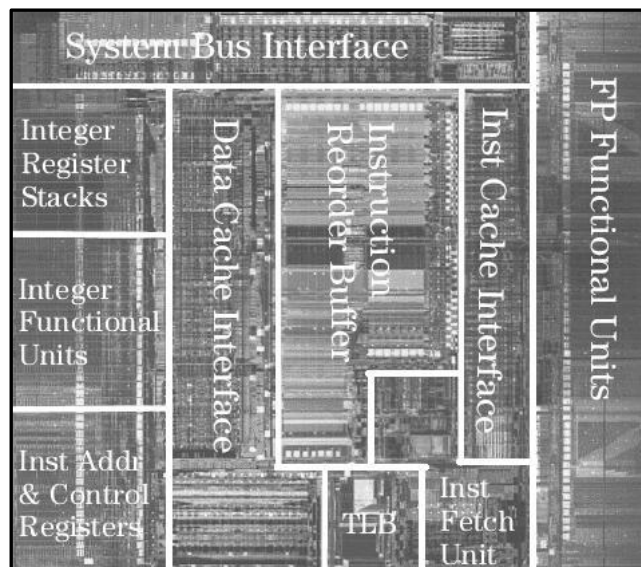 System Bus Interface
Integer
Register
Stacks
Integer
Functional
Units
Inst Addr
& Control
Registers
Data Cache Interface
Instruction
Reorder Buffer
Inst Cache Interface
FP Functional Units
TLB
Inst
Fetch
Unit